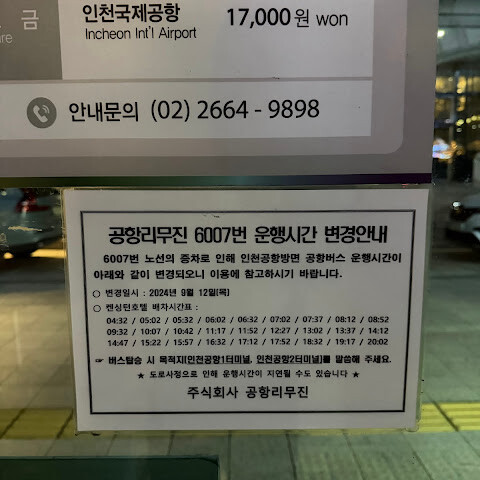 금
인천국제공항
17,000원 won
Incheon Int'l Airport
안내문의 (02) 2664 - 9898
공항리무진 6007번 운행시간 변경안내
6007번 노선의 증차로 인해 인천공항방면 공항버스 운행시간이
아래와 같이 변경되오니 이용에 참고하시기 바랍니다.
○ 변경일시 : 2024년 9월 12일(목)
○ 켄싱턴호텔 배차시간표 :
04:32 / 05:02 / 05:32 / 06:02 / 06:32 / 07:02 / 07:37 / 08:12 / 08:52
09:32 / 10:07 / 10:42 / 11:17 / 11:52 / 12:27 / 13:02 / 13:37 / 14:12
14:47 / 15:22 / 15:57 / 16:32 / 17:12 / 17:52 / 18:32 / 19:17 / 20:02
☞ 버스탑승 시 목적지(인천공항1터미널, 인천공항2터미널)를 말씀해 주세요.
★ 도로사정으로 인해 운행시간이 지연될 수도 있습니다 ★
주식회사 공항리무진